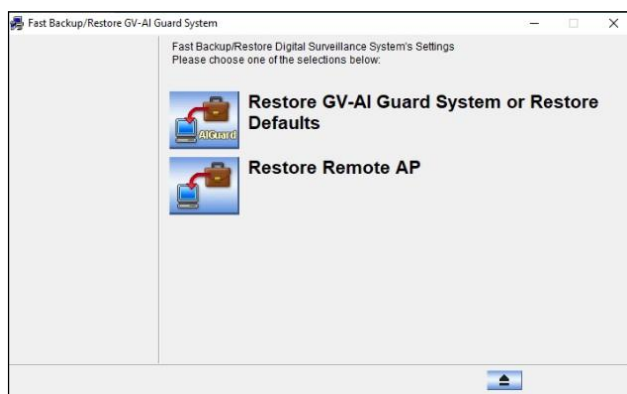 Fast Backup/Restore GV-AI Guard System
Fast Backup/Restore Digital Surveillance System's Settings
Please choose one of the selections below:
AIGuard
Restore GV-AI Guard System or Restore
Defaults
Restore Remote AP